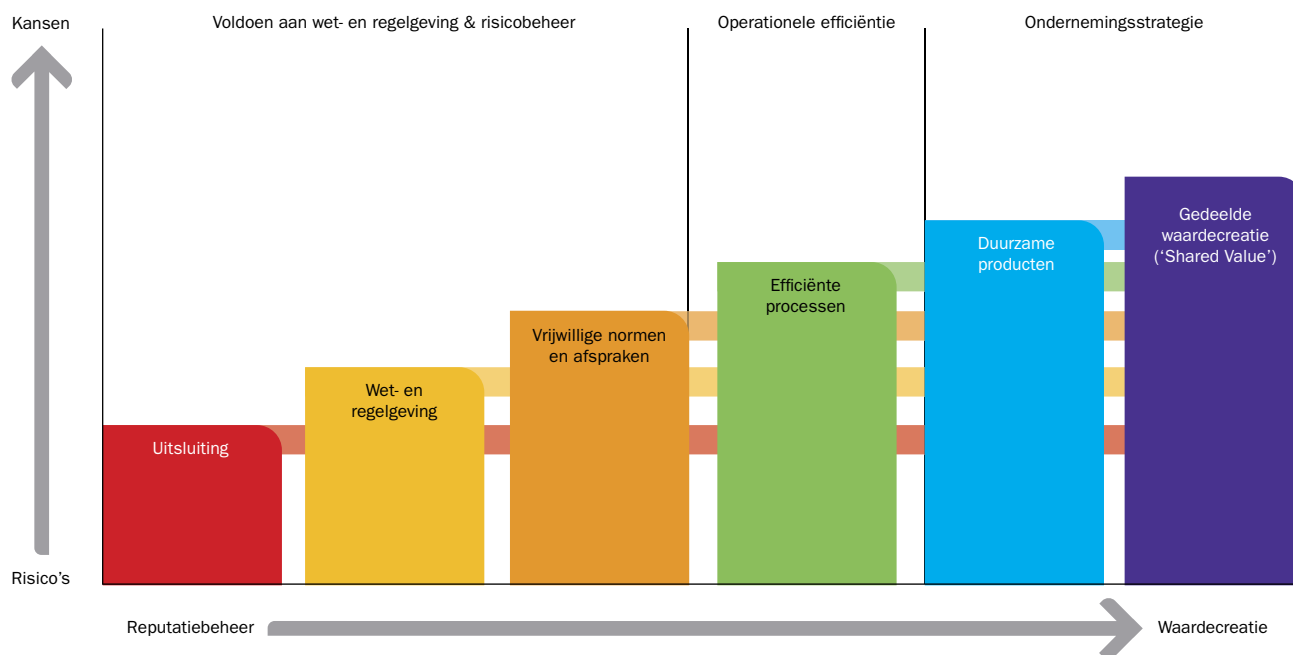 Kansen
Voldoen aan wet- en regelgeving & risicobeheer
Operationele efficiëntie
Ondernemingsstrategie
Gedeelde
waardecreatie
(‘Shared Value’)
Duurzame
producten
Efficiënte
processen
Vrijwillige normen
en afspraken
Wet- en
regelgeving
Uitsluiting
Risico’s
Reputatiebeheer
Waardecreatie